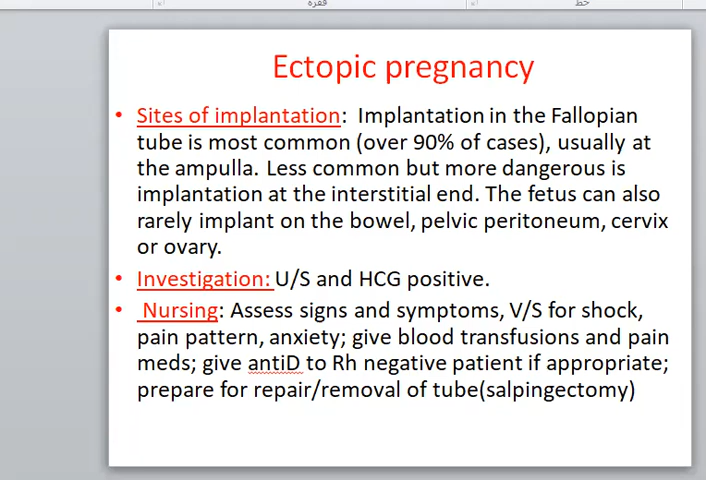 فقرة
خط
Ectopic pregnancy
• Sites of implantation: Implantation in the Fallopian
tube is most common (over 90% of cases), usually at
the ampulla. Less common but more dangerous is
implantation at the interstitial end. The fetus can also
rarely implant on the bowel, pelvic peritoneum, cervix
or ovary.
• Investigation: U/S and HCG positive.
• Nursing: Assess signs and symptoms, V/S for shock,
pain pattern, anxiety; give blood transfusions and pain
meds; give antiD to Rh negative patient if appropriate;
prepare for repair/removal of tube(salpingectomy)